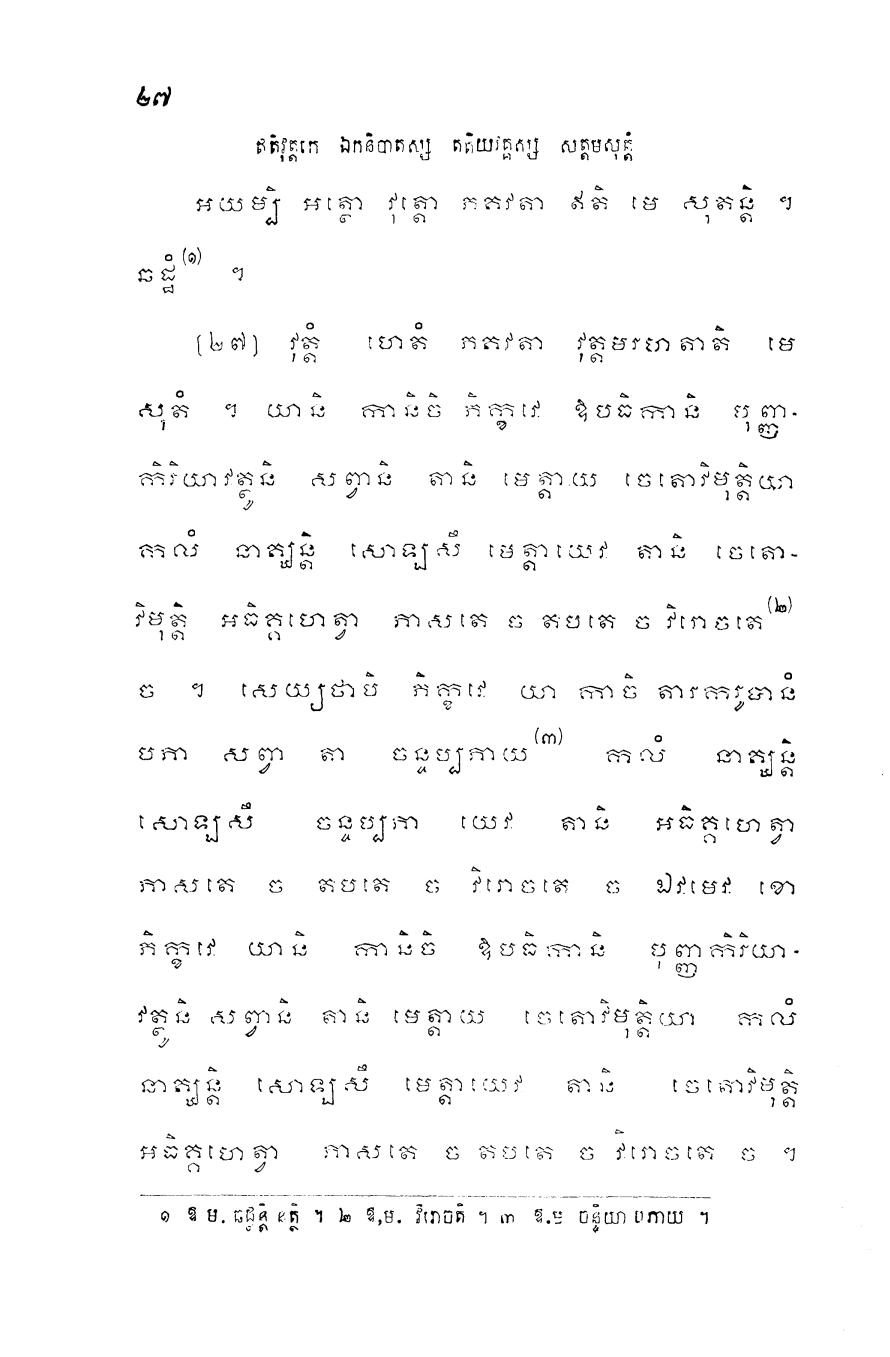 ២៧
ឥតិវុត្តកេ ឯកនិបាតស្ស តតិយវគ្គស្ស សត្តមសុត្តំ
អយម្បិ អត្ថោ វុត្តោ ភគវតា ឥតិ មេ សុតន្តិ ។
ឆដ្ឋំ (១) ។
[២៧] វុត្តំ ហេតំ ភគវតា វុត្តមរហតាតិ មេ
សុតំ ។ យានិ កានិចិ ភិក្ខវេ ឱបធិកានិ បុញ្ញ-
កិរិយាវត្ថូនិ សព្វានិ តានិ មេត្តាយ ចេតោវិមុត្តិយា
កលំ នាគ្ឃន្តិ សោឡសឹ មេត្តាយេវ តានិ ចេតោ-
វិមុត្តិ អធិគ្គហេត្វា ភាសតេ ច តបតេ ច វិរោចតេ (២)
ច ។ សេយ្យថាបិ ភិក្ខវេ យា កាចិ តារករូបានំ
បភា សព្វា តា ចន្ទប្បភាយ (៣) កលំ នាគ្ឃន្តិ
សោឡសឹ ចន្ទប្បភា យេវ តានិ អធិគ្គហេត្វា
ភាសតេ ច តបតេ ច វិរោចតេ ច ឯវមេវ ខោ
ភិក្ខវេ យានិ កានិចិ ឱបធិកានិ បុញ្ញកិរិយា-
វត្ថូនិ សព្វានិ តានិ មេត្តាយ ចេតោវិមុត្តិយា កលំ
នាគ្ឃន្តិ សោឡសឹ មេត្តាយេវ តានិ ចេតោវិមុត្តិ
អធិគ្គហេត្វា ភាសតេ ច តបតេ ច វិរោចតេ ច ។
១ ឱ ម. ឆដ្ឋន្តិ នត្ថិ ។ ២ ឱ.ម. វិរោចតិ ។ ៣ ឱ.ម ចន្ទិយា បភាយ ។